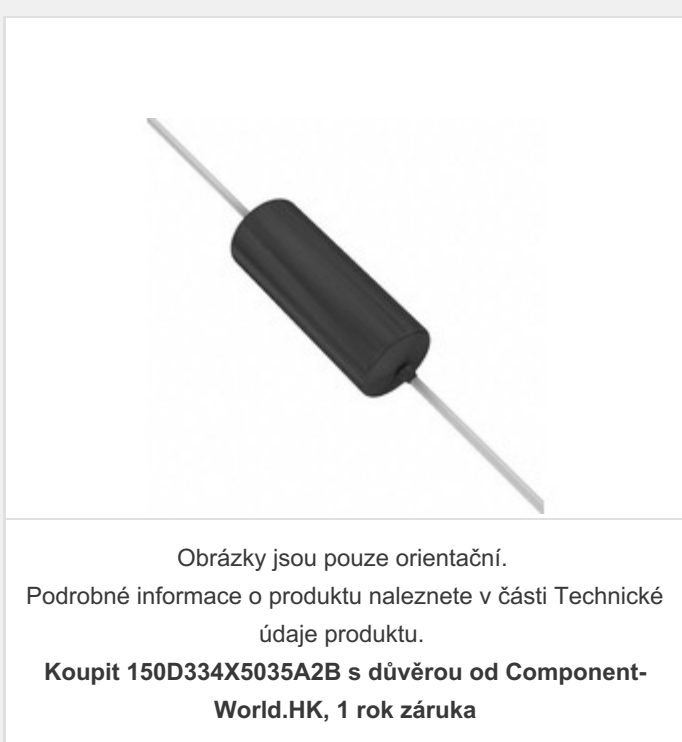 Obrázky jsou pouze orientační.
Podrobné informace o produktu naleznete v části Technické
údaje produktu.
Koupit 150D334X5035A2B s důvěrou od Component-
World.HK, 1 rok záruka